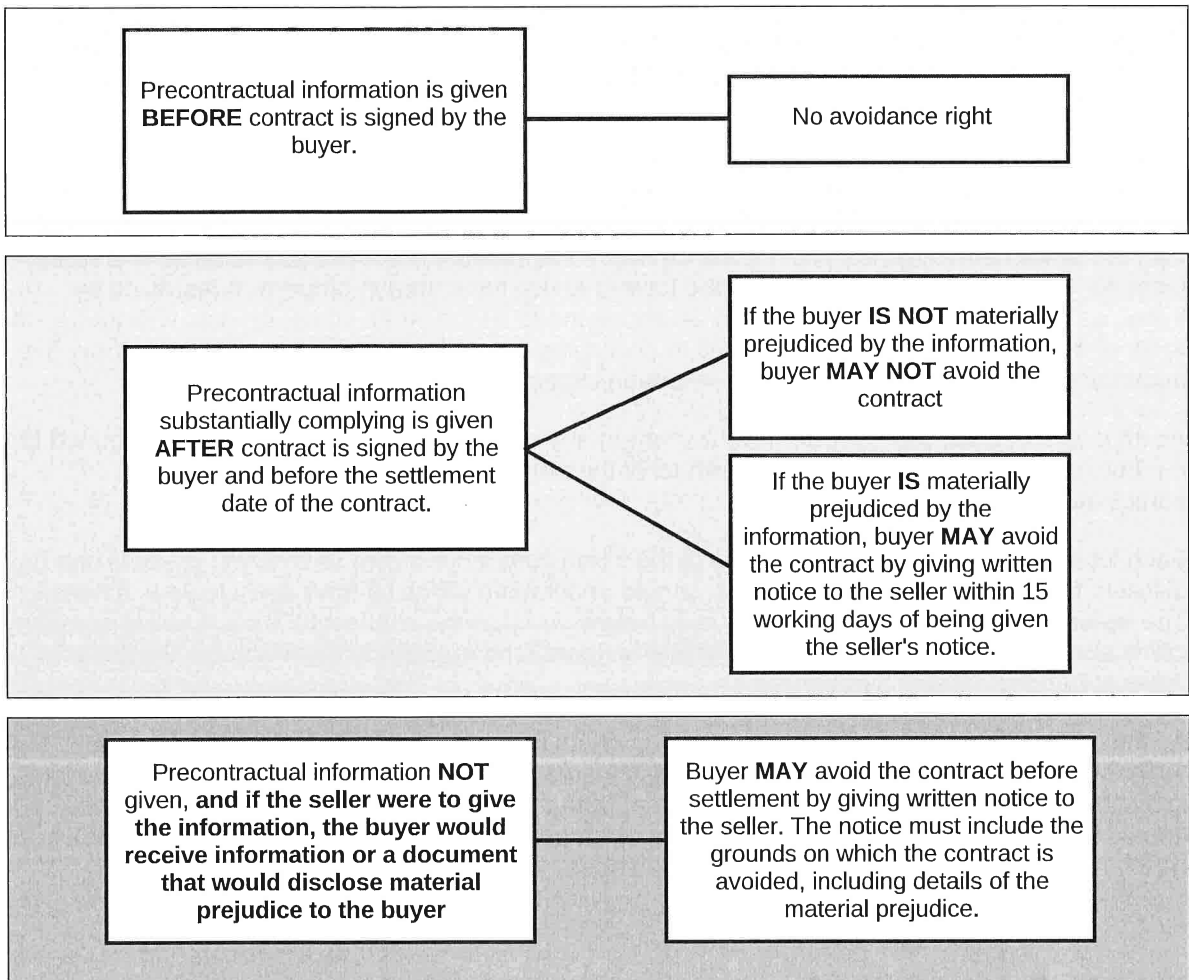 Precontractual information is given
BEFORE contract is signed by the
buyer.
No avoidance right
Precontractual information
substantially complying is given
AFTER contract is signed by the
buyer and before the settlement
date of the contract.
If the buyer IS NOT materially
prejudiced by the information,
buyer MAY NOT avoid the
contract
If the buyer IS materially
prejudiced by the
information, buyer MAY avoid
the contract by giving written
notice to the seller within 15
working days of being given
the seller's notice.
Precontractual information NOT
given, and if the seller were to give
the information, the buyer would
receive information or a document
that would disclose material
prejudice to the buyer
Buyer MAY avoid the contract before
settlement by giving written notice to
the seller. The notice must include the
grounds on which the contract is
avoided, including details of the
material prejudice.